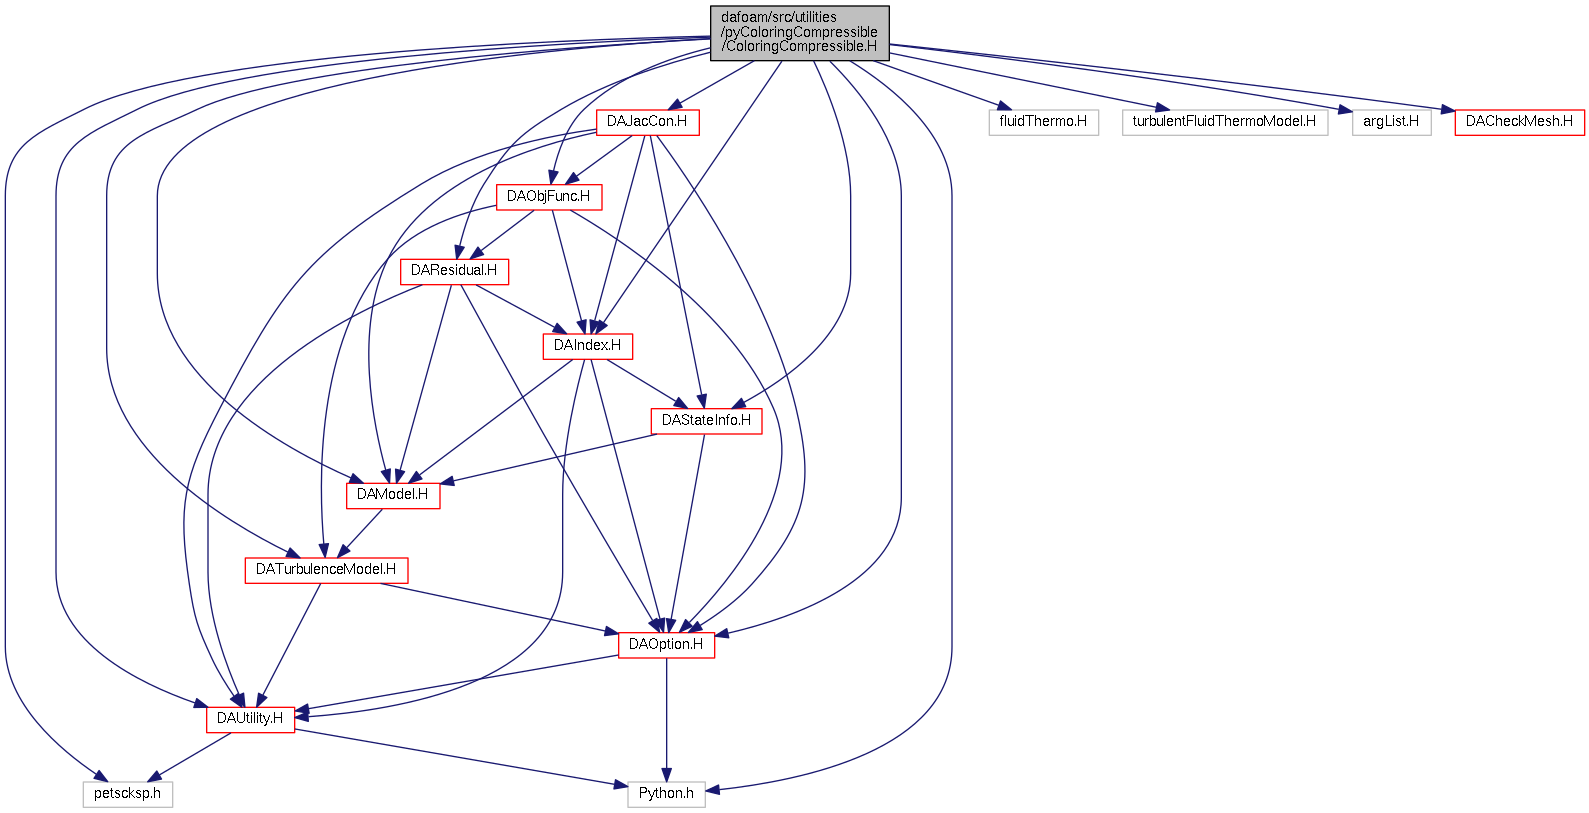 dafoam/src/utilities
/pyColoringCompressible
/ColoringCompressible.H
DAJacCon.H
fluidThermo.H
turbulentFluidThermoModel.H
argList.H
DACheckMesh.H
DAObjFunc.H
DAResidual.H
DAIndex.H
DAStateInfo.H
DAModel.H
DATurbulenceModel.H
DAOption.H
DAUtility.H
petscksp.h
Python.h